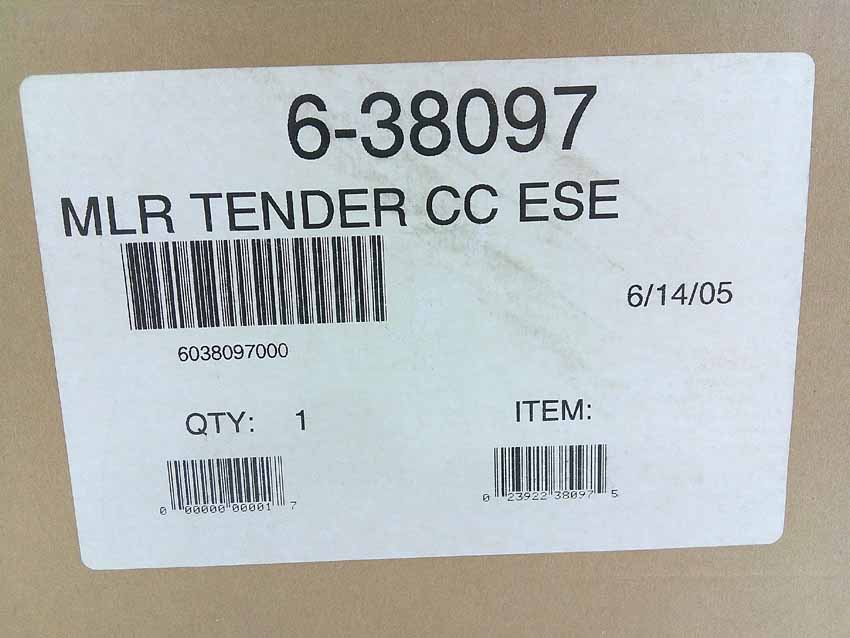 6-38097
MLR TENDER CC ESE
6/14/05
6038097000
QTY: 1
ITEM:
0 00000 00001 7
0 23922 38097 5